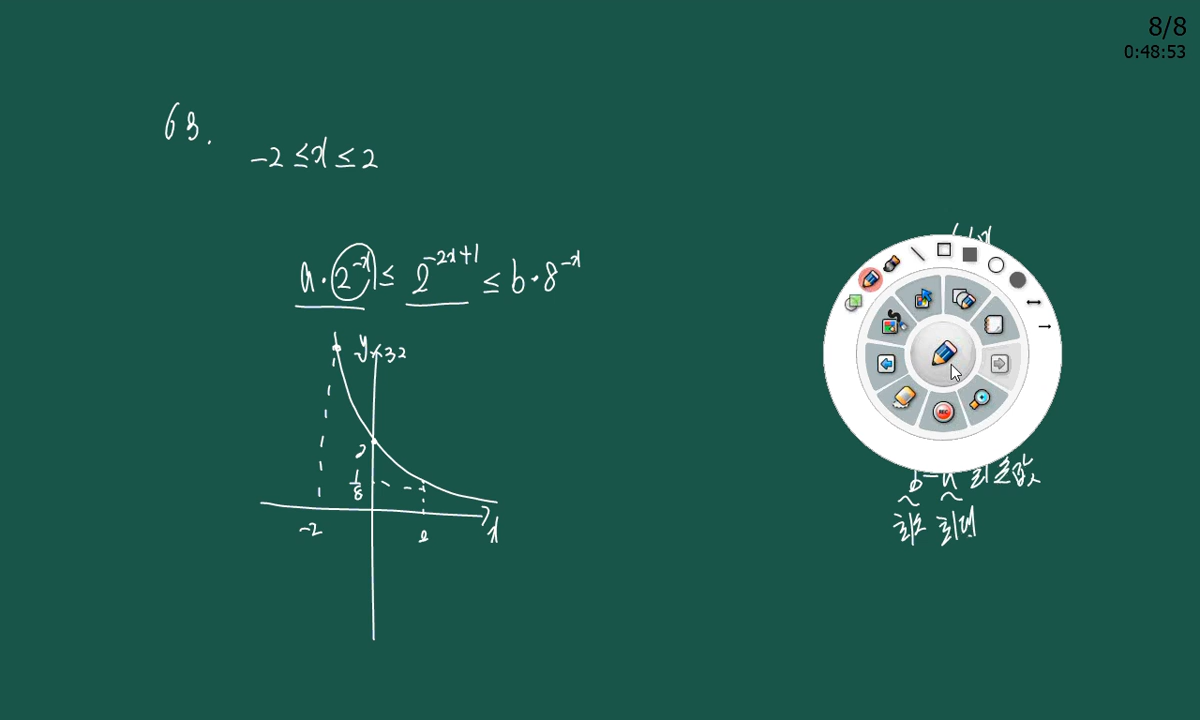 8/8
0:48:53
63.
-2 ≤ x ≤ 2
a · 2^{-x} ≤ 2^{-2x+1} ≤ b · 8^{-x}
y
32
2
1/8
-2
2
x
b-a 최솟값
최소 최대
REC